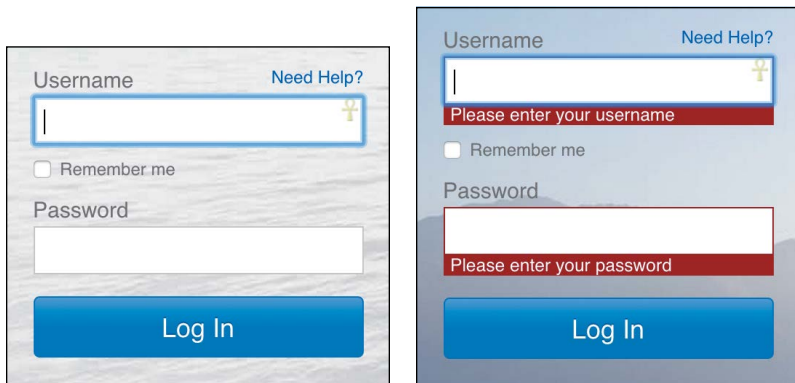 Username Need Help?
Remember me
Password
Log In
Username Need Help?
Please enter your username
Remember me
Password
Please enter your password
Log In